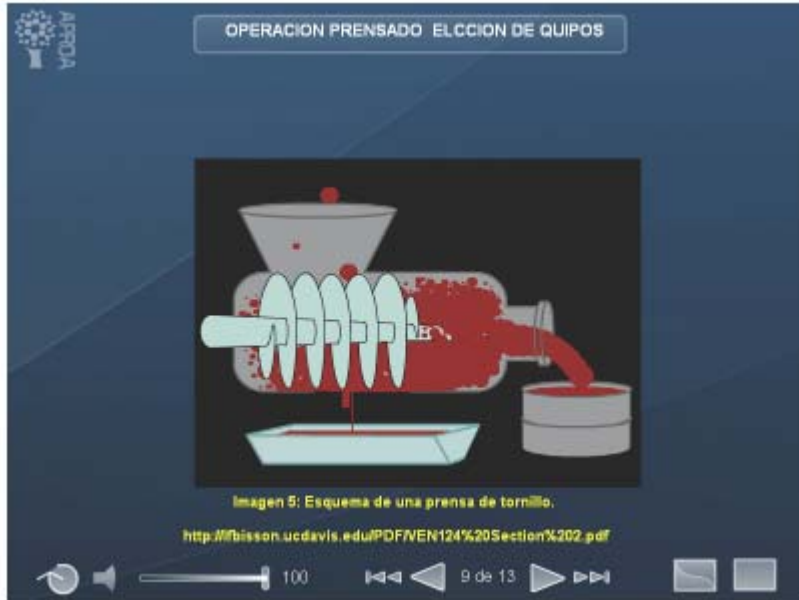 AFROA
OPERACION PRENSADO ELCCION DE QUIPOS
Imagen 5: Esquema de una prensa de tornillo.
http://lfbisson.ucdavis.edu/PDF/VEN124%20Section%202.pdf
100
9 de 13